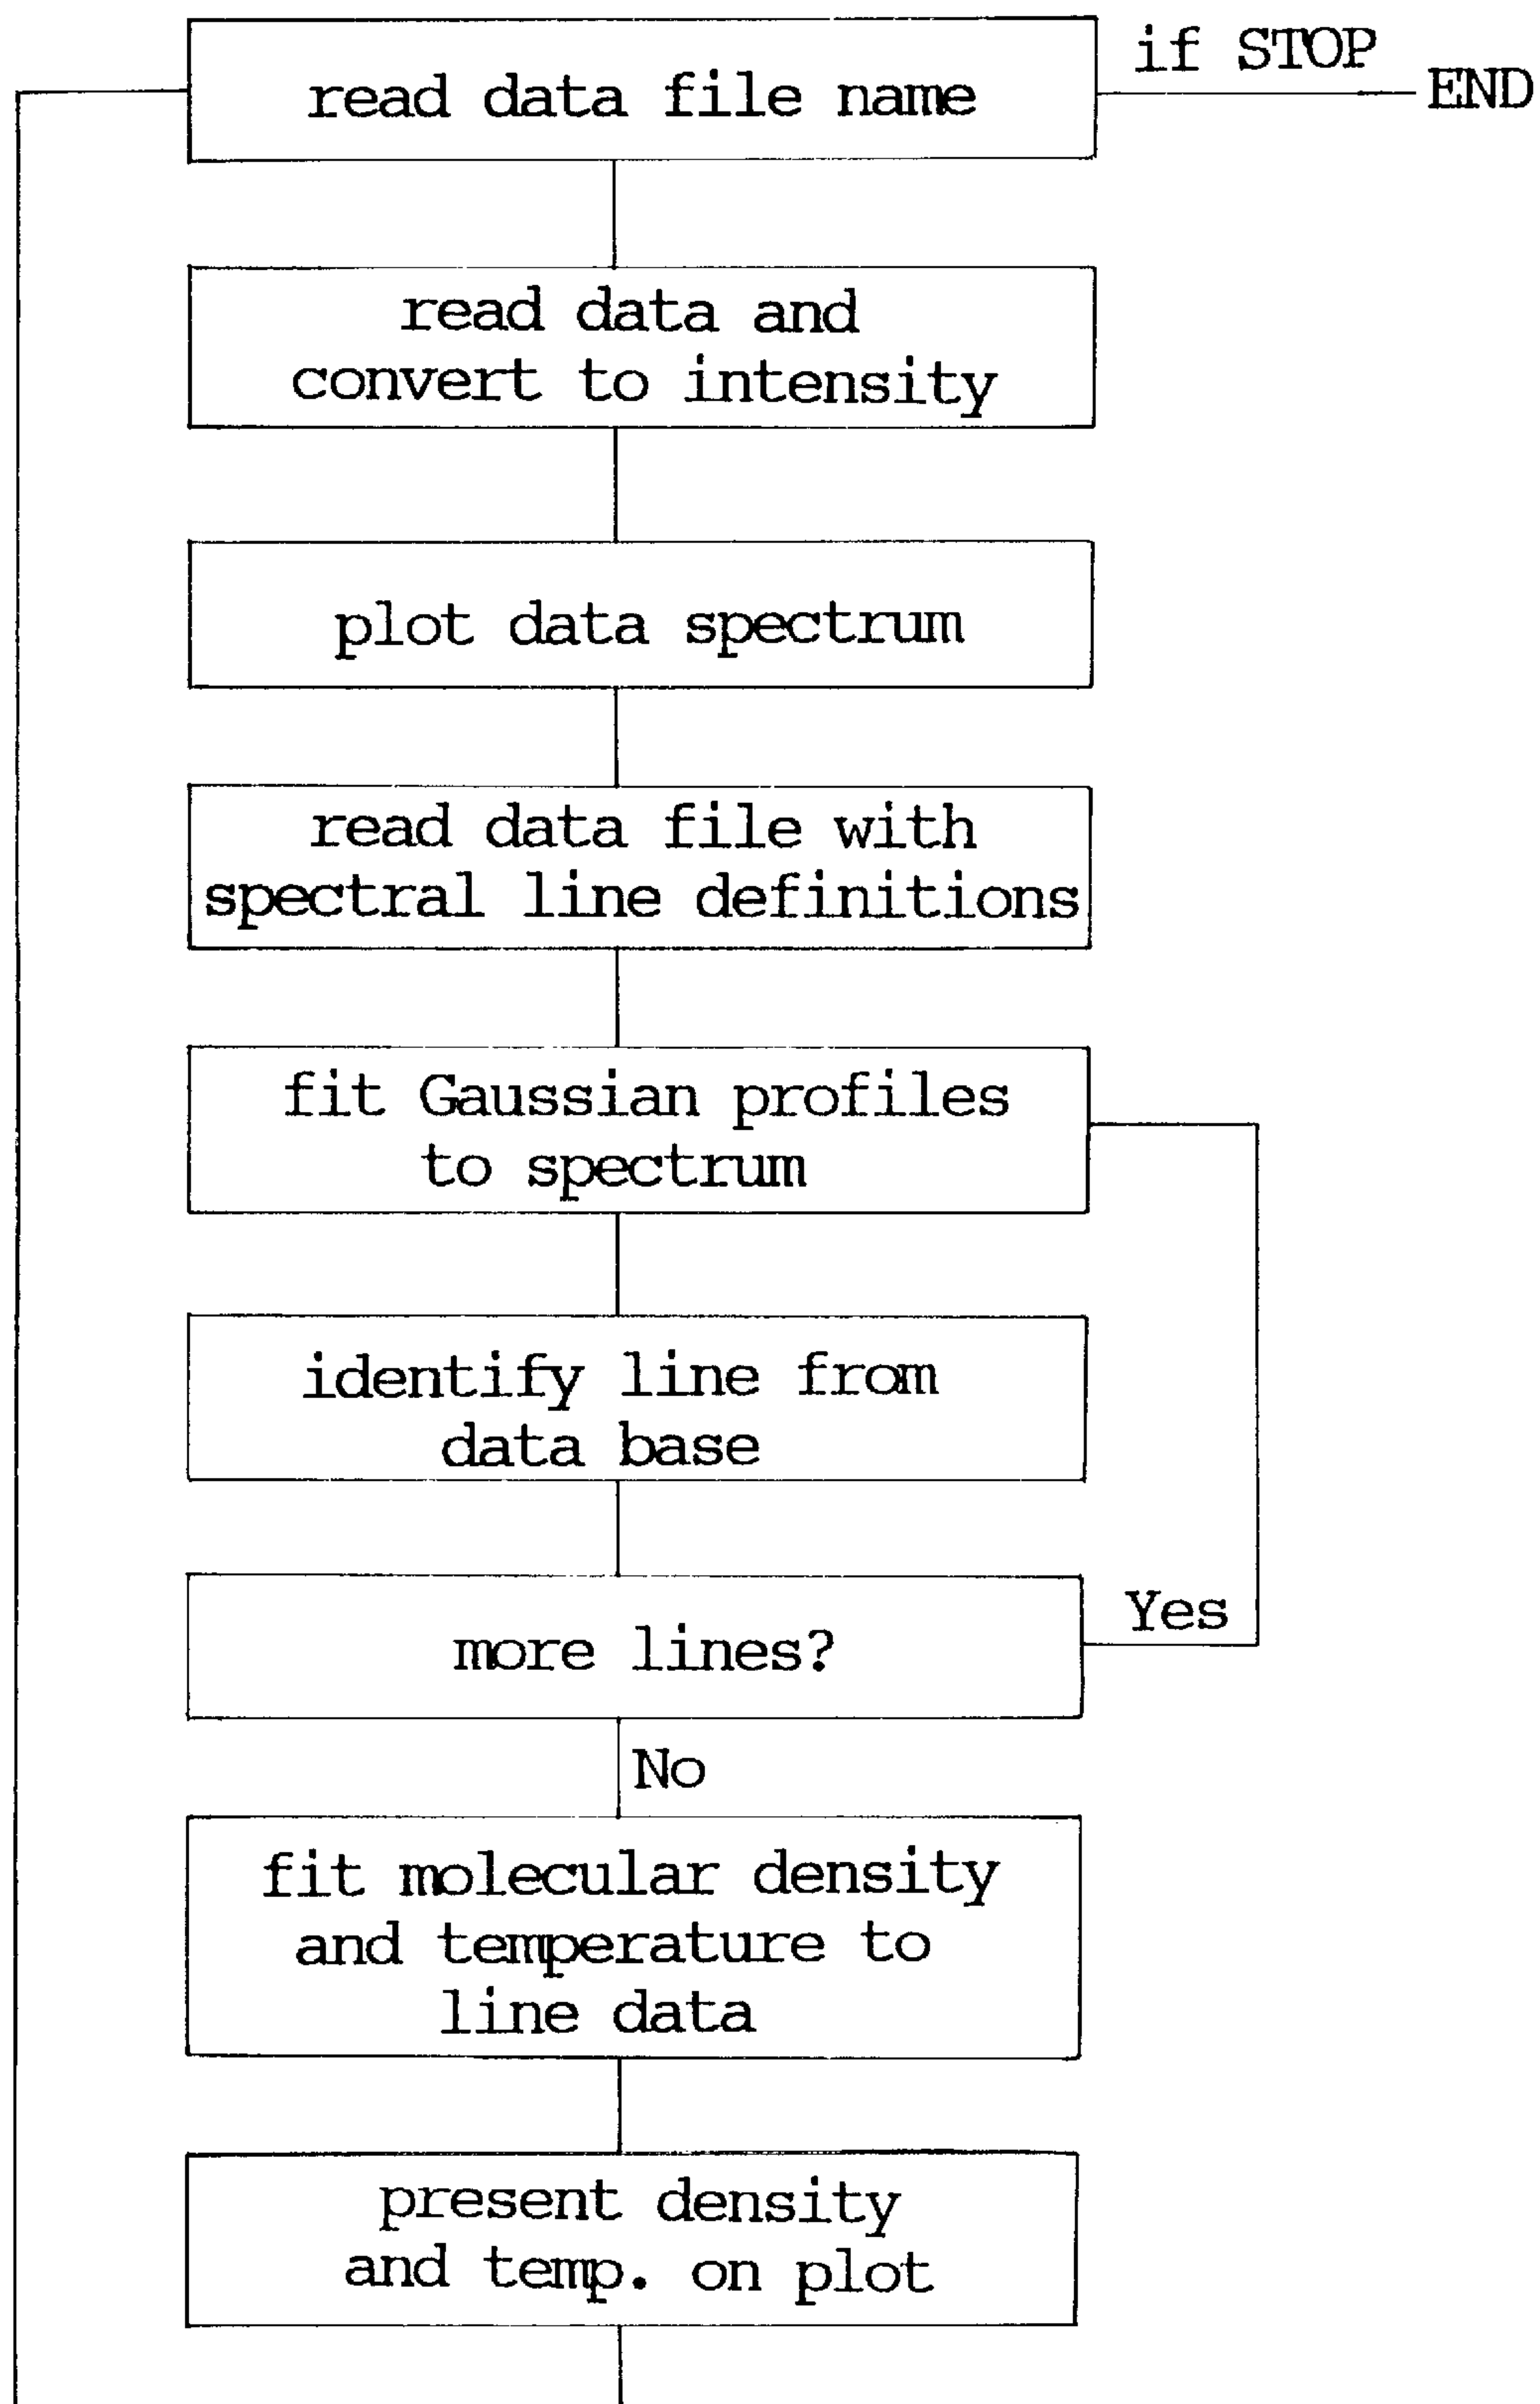 read data file name
if STOP
END
read data and
convert to intensity
plot data spectrum
read data file with
spectral line definitions
fit Gaussian profiles
to spectrum
identify line from
data base
more lines?
Yes
No
fit molecular density
and temperature to
line data
present density
and temp. on plot